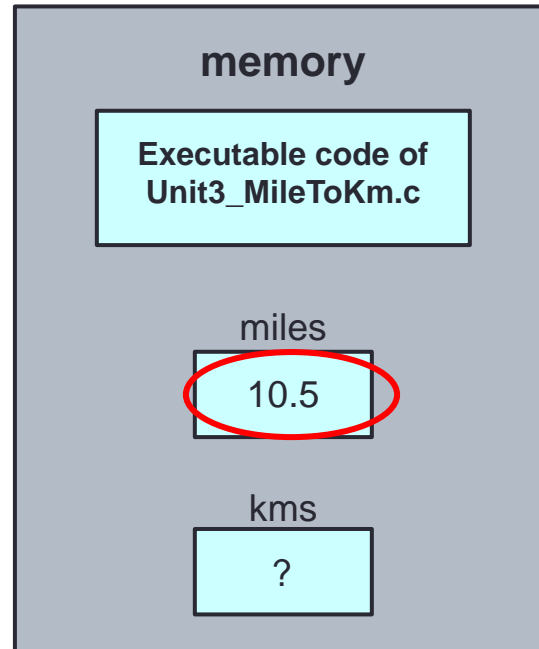 memory
Executable code of
Unit3_MileToKm.c
miles
10.5
kms
?